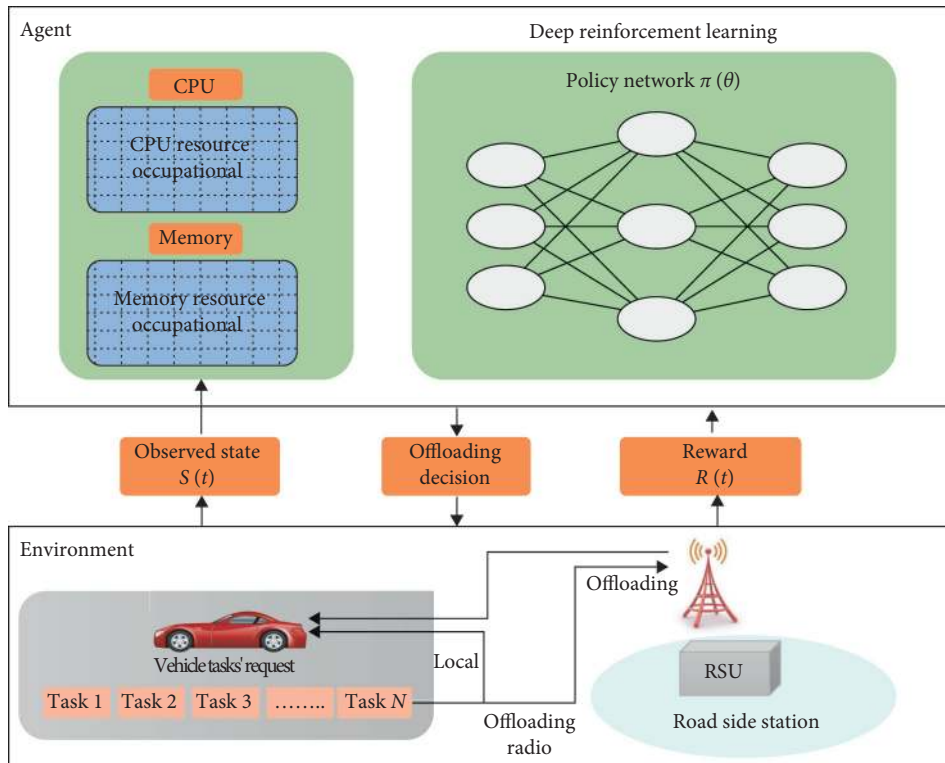 Agent
Deep reinforcement learning
CPU
CPU resource
occupational
Memory
Memory resource
occupational
Policy network π (θ)
Observed state
S (t)
Offloading
decision
Reward
R (t)
Environment
Vehicle tasks' request
Task 1
Task 2
Task 3
........
Task N
Local
Offloading
Offloading
radio
RSU
Road side station